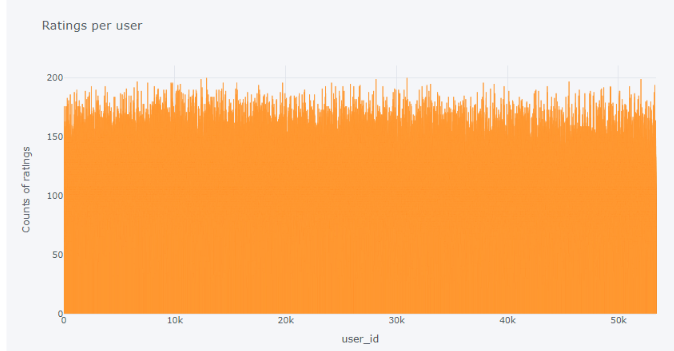 Ratings per user
200
150
100
50
0
Counts of ratings
0 10k 20k 30k 40k 50k
user_id